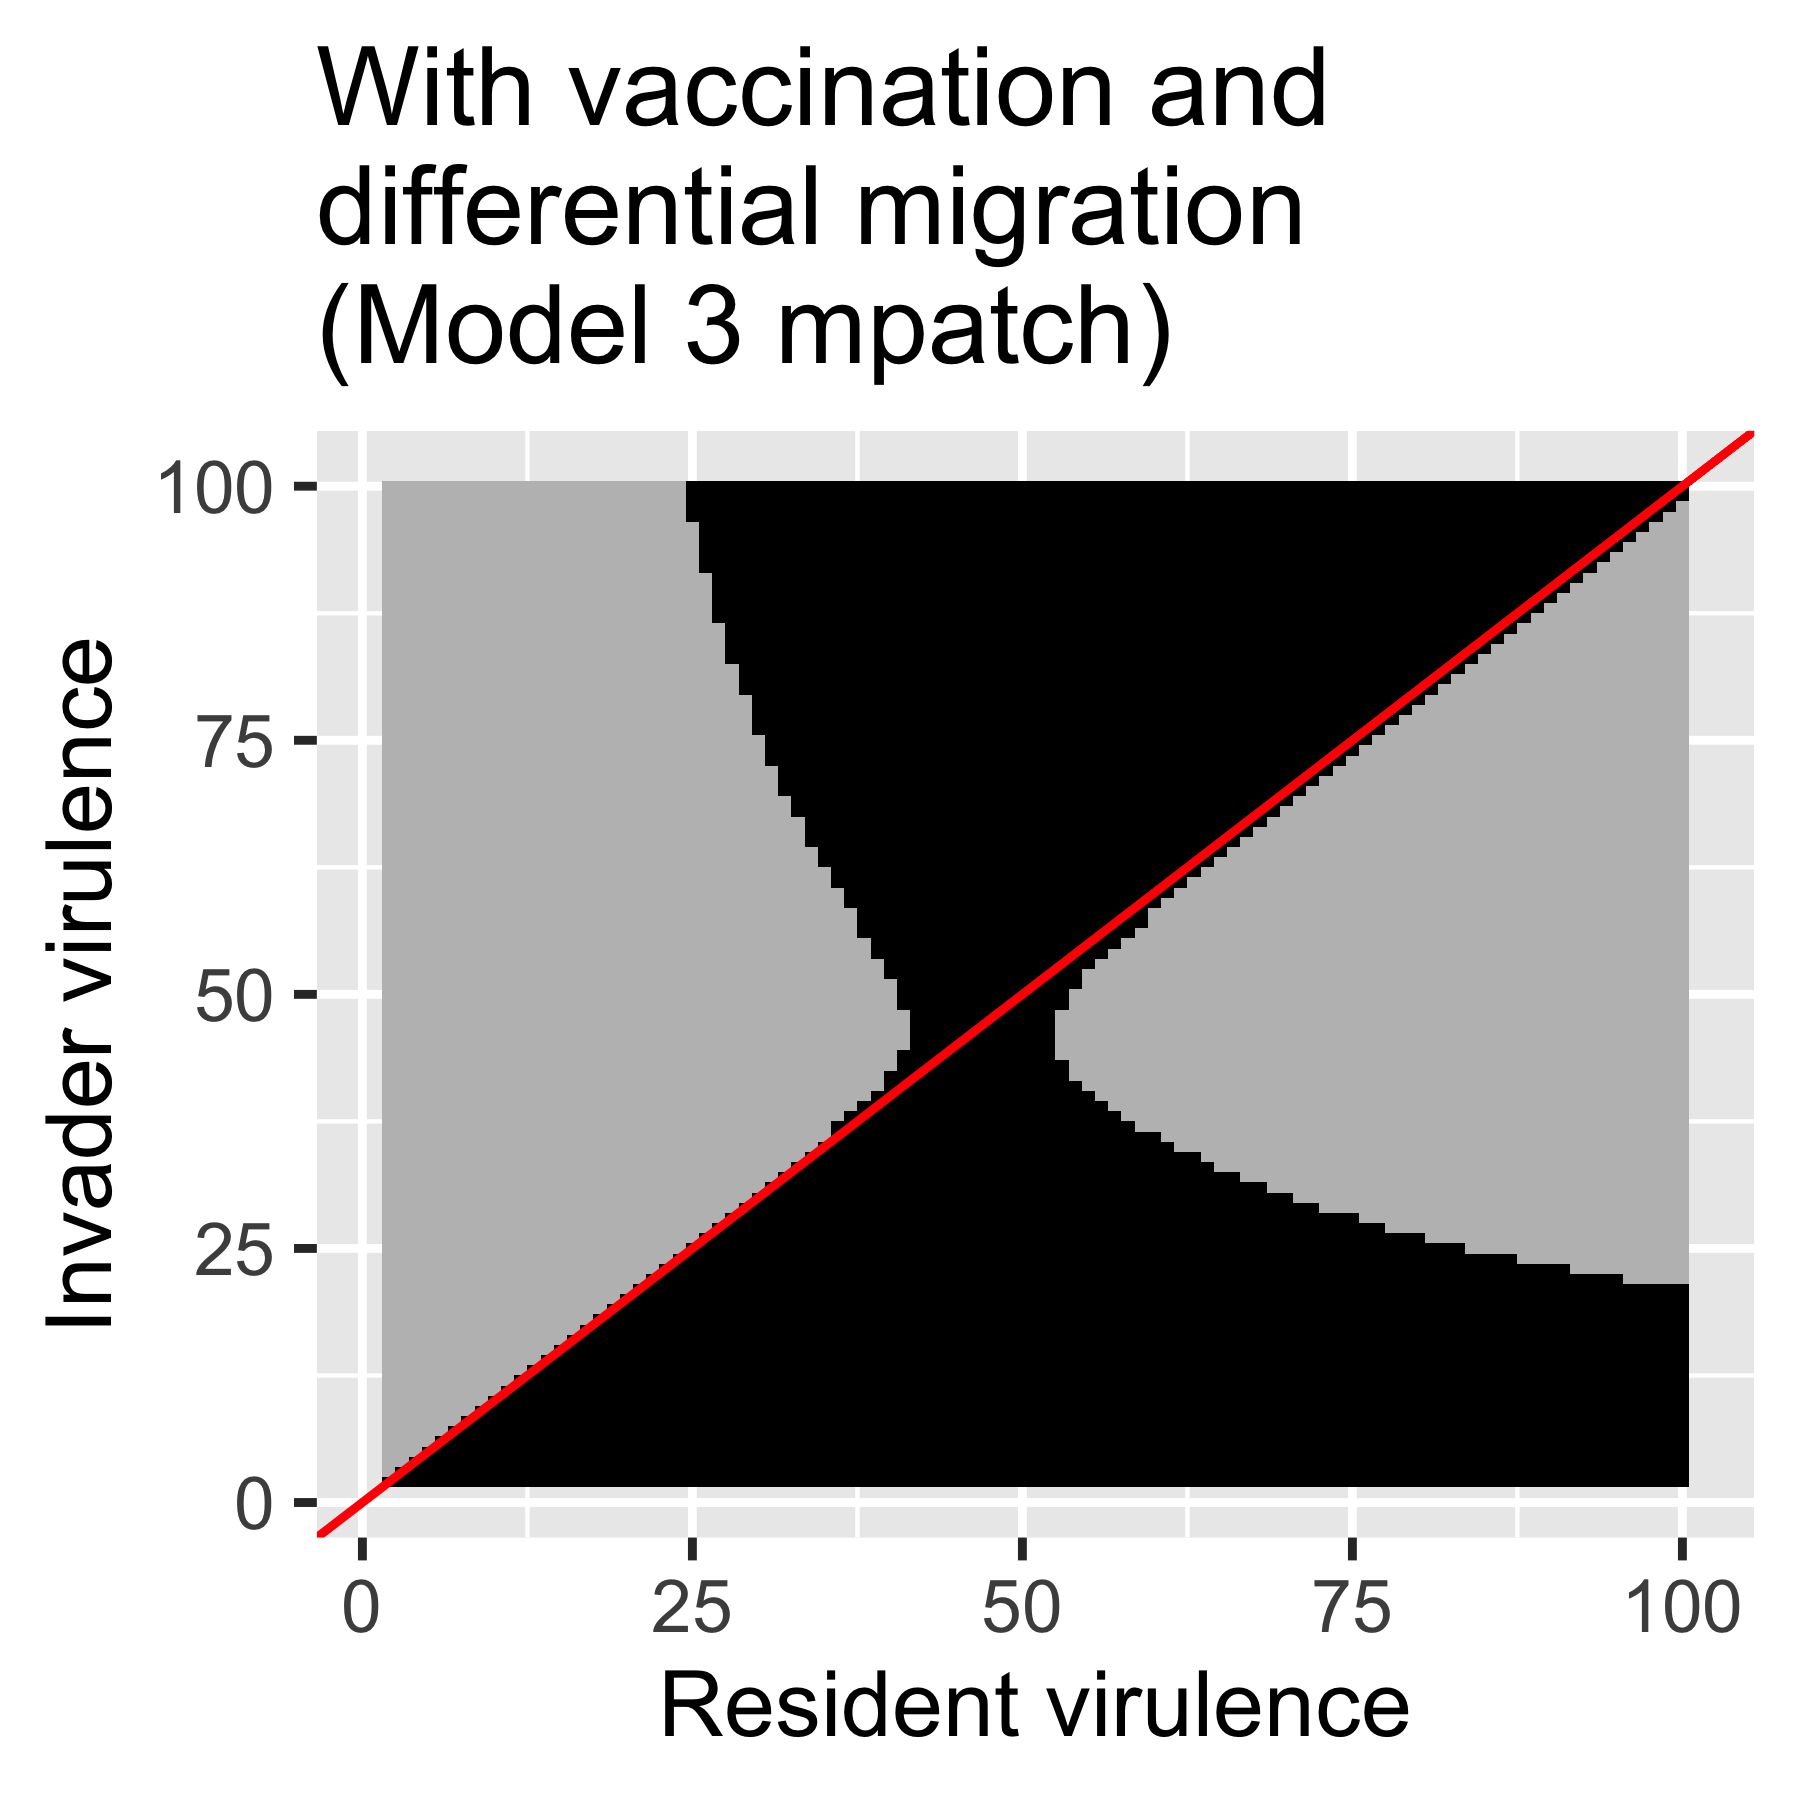 With vaccination and
differential migration
(Model 3 mpatch)
Invader virulence
100
75
50
25
0
0 25 50 75 100
Resident virulence